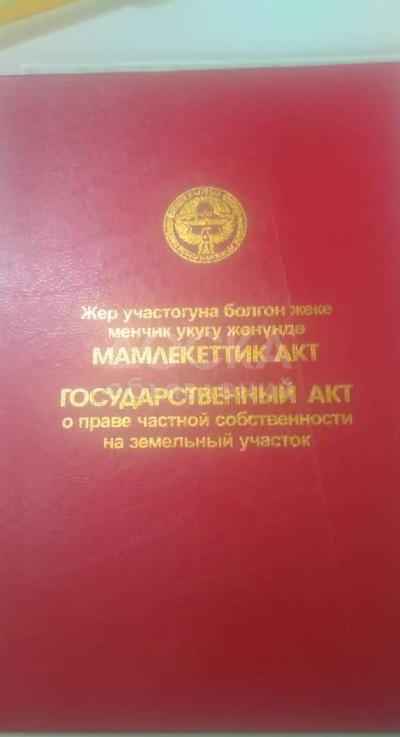 Жер участогуна болгон жеке
менчик укугу жөнүндө
МАМЛЕКЕТТИК АКТ
ГОСУДАРСТВЕННЫЙ АКТ
о праве частной собственности
на земельный участок